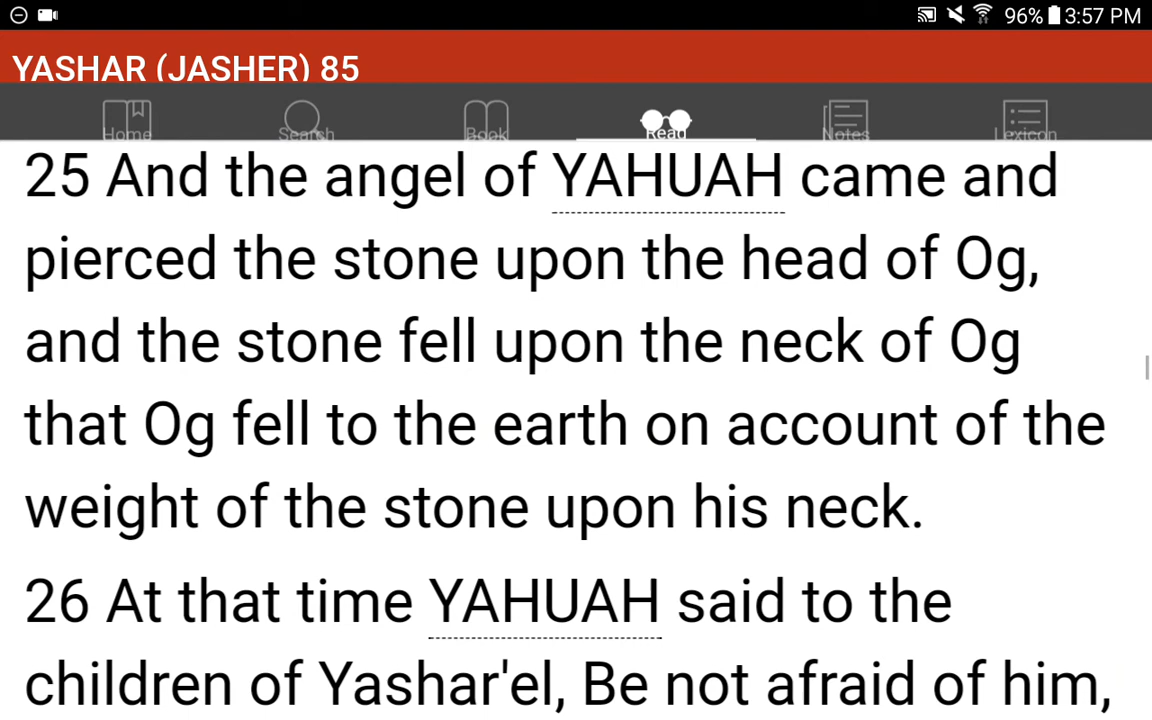 96% 3:57 PM
YASHAR (JASHER) 85
Home Search Book Read Notes Lexicon
25 And the angel of YAHUAH came and
pierced the stone upon the head of Og,
and the stone fell upon the neck of Og
that Og fell to the earth on account of the
weight of the stone upon his neck.
26 At that time YAHUAH said to the
children of Yashar'el, Be not afraid of him,